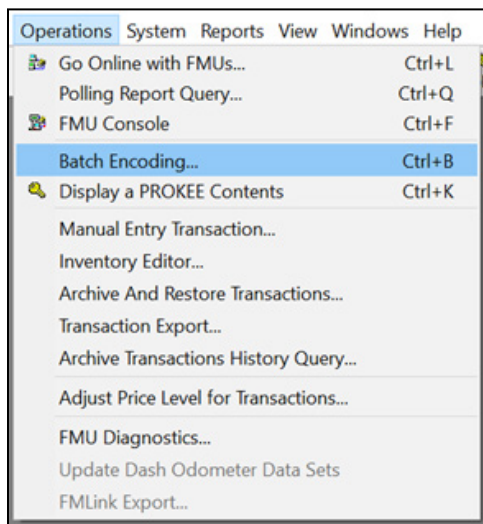 Operations System Reports View Windows Help
Go Online with FMUs... Ctrl+L
Polling Report Query... Ctrl+Q
FMU Console Ctrl+F
Batch Encoding... Ctrl+B
Display a PROKEE Contents Ctrl+K
Manual Entry Transaction...
Inventory Editor...
Archive And Restore Transactions...
Transaction Export...
Archive Transactions History Query...
Adjust Price Level for Transactions...
FMU Diagnostics...
Update Dash Odometer Data Sets
FMLink Export...